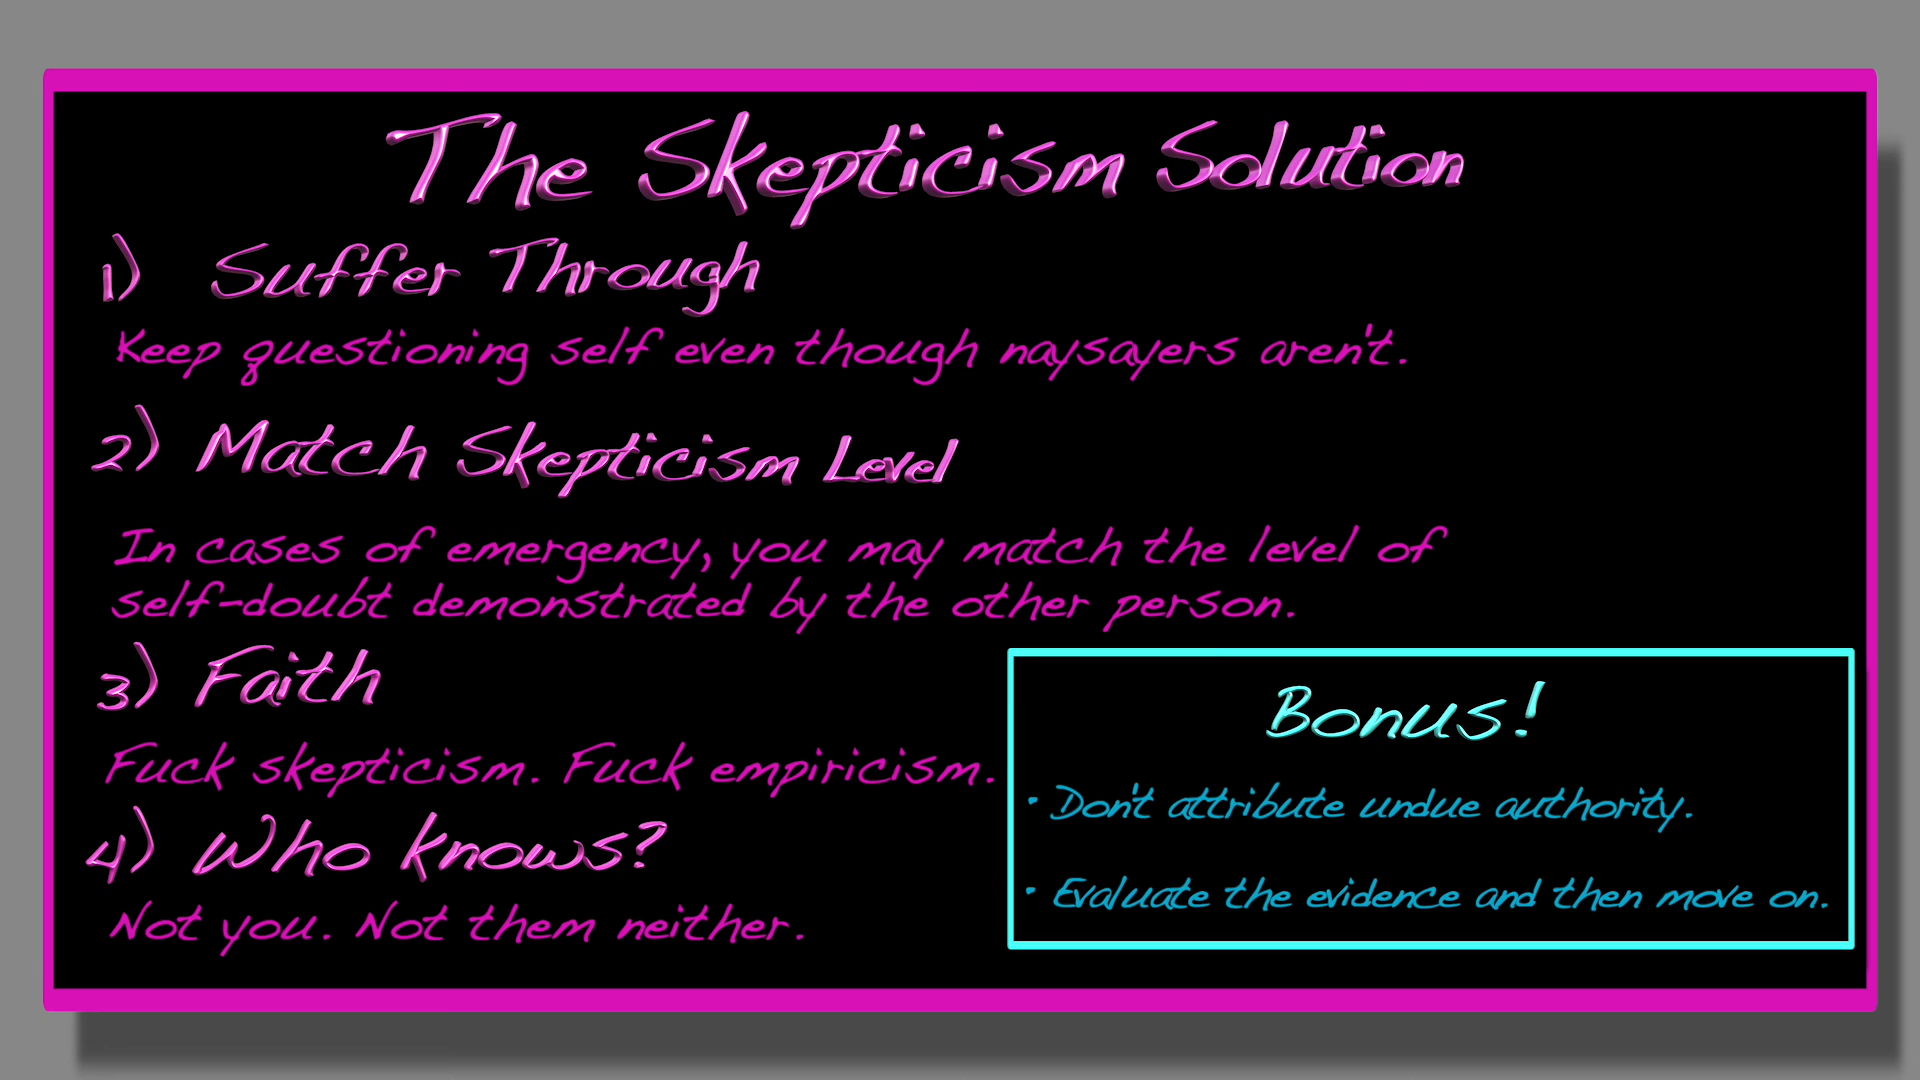 The Skepticism Solution
1) Suffer Through
Keep questioning self even though naysayers aren't.
2) Match Skepticism Level
In cases of emergency, you may match the level of
self-doubt demonstrated by the other person.
3) Faith
Fuck skepticism. Fuck empiricism.
4) Who knows?
Not you. Not them neither.
Bonus!
• Don't attribute undue authority.
• Evaluate the evidence and then move on.